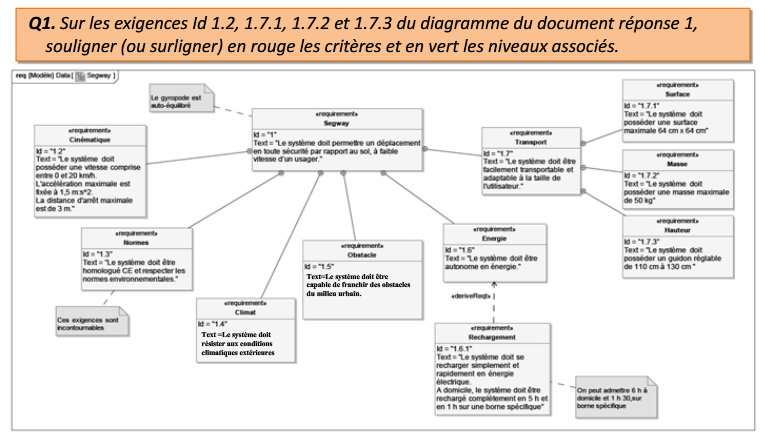 Q1. Sur les exigences Id 1.2, 1.7.1, 1.7.2 et 1.7.3 du diagramme du document réponse 1,
souligner (ou surligner) en rouge les critères et en vert les niveaux associés.
req [Modèle] Data [ Segway ]
Le gyropode est
auto-équilibré
«requirement»
Segway
Id = "1"
Text = "Le système doit permettre un déplacement
en toute sécurité par rapport au sol, à faible
vitesse d'un usager."
«requirement»
Cinématique
Id = "1.2"
Text = "Le système doit
posséder une vitesse comprise
entre 0 et 20 km/h.
L'accélération maximale est
fixée à 1,5 m:s^2.
La distance d'arrêt maximale
est de 3 m."
«requirement»
Transport
Id = "1.7"
Text = "Le système doit être
facilement transportable et
adaptable à la taille de
l'utilisateur."
«requirement»
Surface
Id = "1.7.1"
Text = "Le système doit
posséder une surface
maximale 64 cm x 64 cm"
«requirement»
Masse
Id = "1.7.2"
Text = "Le système doit
posséder une masse maximale
de 50 kg"
«requirement»
Hauteur
Id = "1.7.3"
Text = "Le système doit
posséder un guidon réglable
de 110 cm à 130 cm "
«requirement»
Normes
Id = "1.3"
Text = "Le système doit être
homologué CE et respecter les
normes environnementales."
Ces exigences sont
incontournables
«requirement»
Climat
Id = "1.4"
Text =Le système doit
résister aux conditions
climatiques extérieures
«requirement»
Obstacle
Id = "1.5"
Text=Le système doit être
capable de franchir des obstacles
du milieu urbain.
«requirement»
Energie
Id = "1.6"
Text = "Le système doit être
autonome en énergie."
«deriveReqt»
«requirement»
Rechargement
Id = "1.6.1"
Text = "Le système doit se
recharger simplement et
rapidement en énergie
électrique.
A domicile, le système doit être
rechargé complètement en 5 h et
en 1 h sur une borne spécifique"
On peut admettre 6 h à
domicile et 1 h 30,sur
borne spécifique